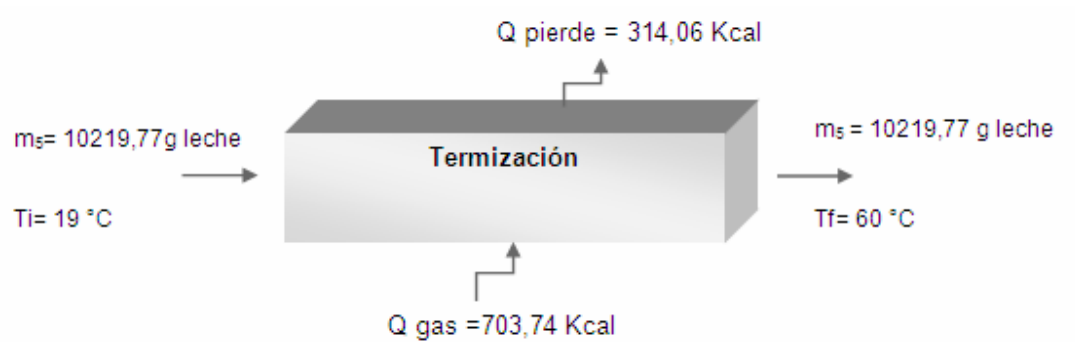 Q pierde = 314,06 Kcal
m₅= 10219,77g leche
Termización
m₅ = 10219,77 g leche
Ti= 19 °C
Tf= 60 °C
Q gas =703,74 Kcal